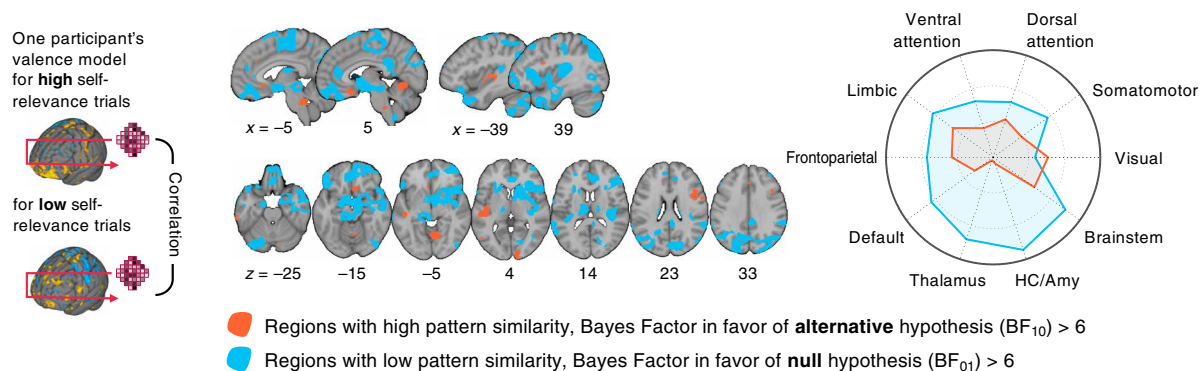 One participant's
valence model
for high self-
relevance trials
for low self-
relevance trials
Correlation
x = –5
5
x = –39
39
z = –25
–15
–5
4
14
23
33
Ventral
attention
Dorsal
attention
Limbic
Somatomotor
Frontoparietal
Visual
Default
Brainstem
Thalamus
HC/Amy
Regions with high pattern similarity, Bayes Factor in favor of alternative hypothesis (BF10) > 6
Regions with low pattern similarity, Bayes Factor in favor of null hypothesis (BF01) > 6